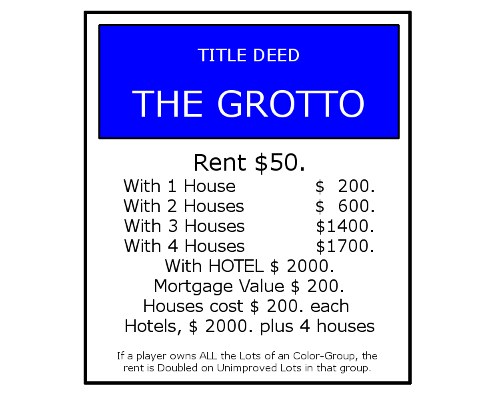 TITLE DEED
THE GROTTO
Rent $50.
With 1 House $ 200.
With 2 Houses $ 600.
With 3 Houses $1400.
With 4 Houses $1700.
With HOTEL $ 2000.
Mortgage Value $ 200.
Houses cost $ 200. each
Hotels, $ 2000. plus 4 houses
If a player owns ALL the Lots of an Color-Group, the
rent is Doubled on Unimproved Lots in that group.